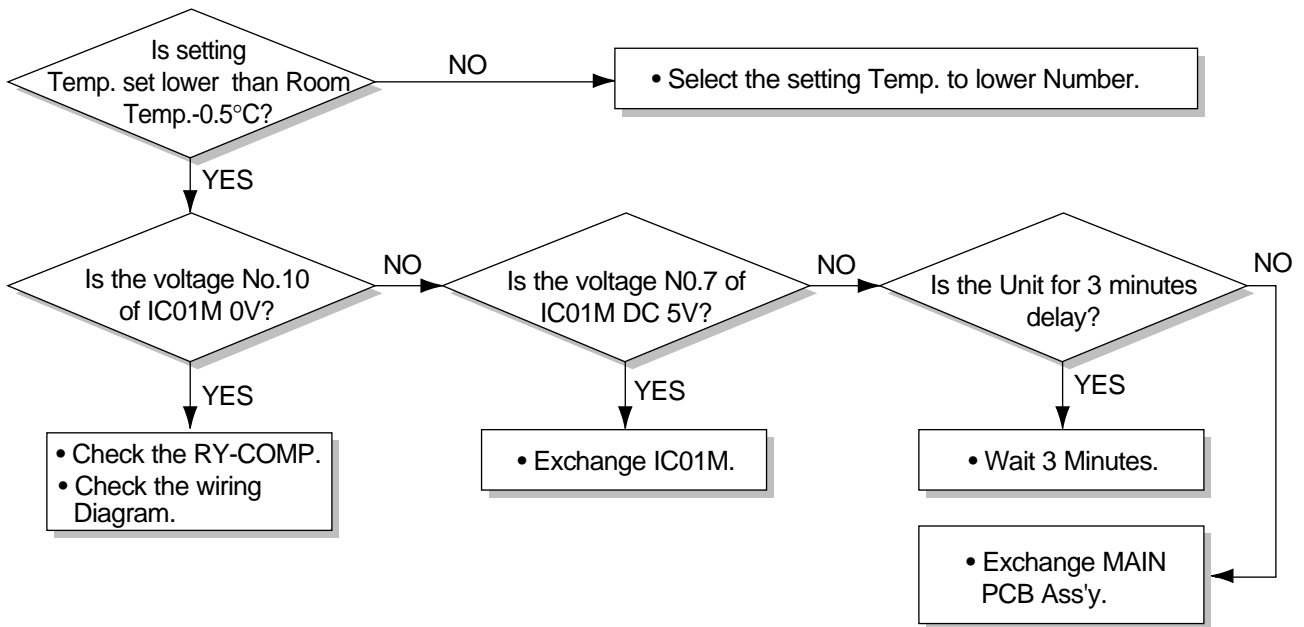 Is setting
Temp. set lower than Room
Temp.-0.5°C?
NO
• Select the setting Temp. to lower Number.
YES
Is the voltage No.10
of IC01M 0V?
NO
Is the voltage N0.7 of
IC01M DC 5V?
NO
Is the Unit for 3 minutes
delay?
NO
YES
YES
YES
• Check the RY-COMP.
• Check the wiring
Diagram.
• Exchange IC01M.
• Wait 3 Minutes.
• Exchange MAIN
PCB Ass'y.